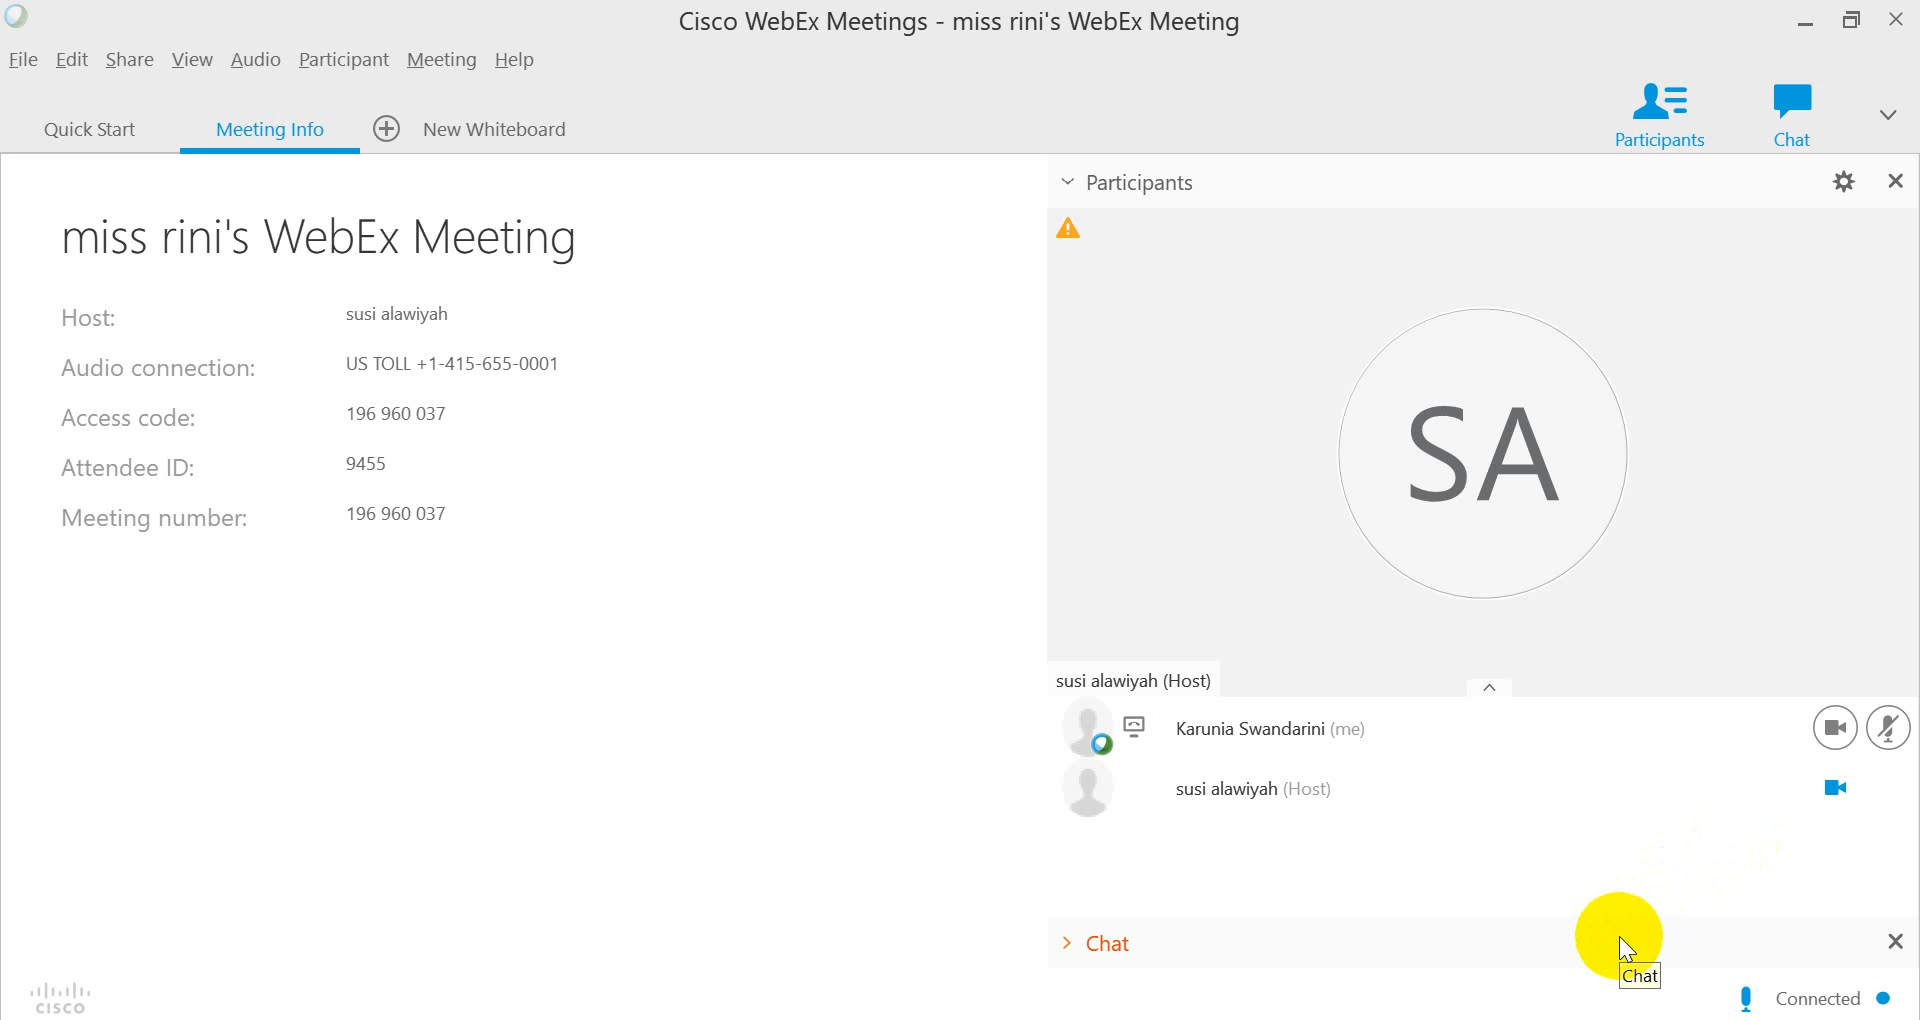 Cisco WebEx Meetings - miss rini's WebEx Meeting
File Edit Share View Audio Participant Meeting Help
Quick Start Meeting Info New Whiteboard
Participants Chat
Participants
miss rini's WebEx Meeting
Host: susi alawiyah
Audio connection: US TOLL +1-415-655-0001
Access code: 196 960 037
Attendee ID: 9455
Meeting number: 196 960 037
SA
susi alawiyah (Host)
Karunia Swandarini (me)
susi alawiyah (Host)
Chat
Chat
Connected
CISCO